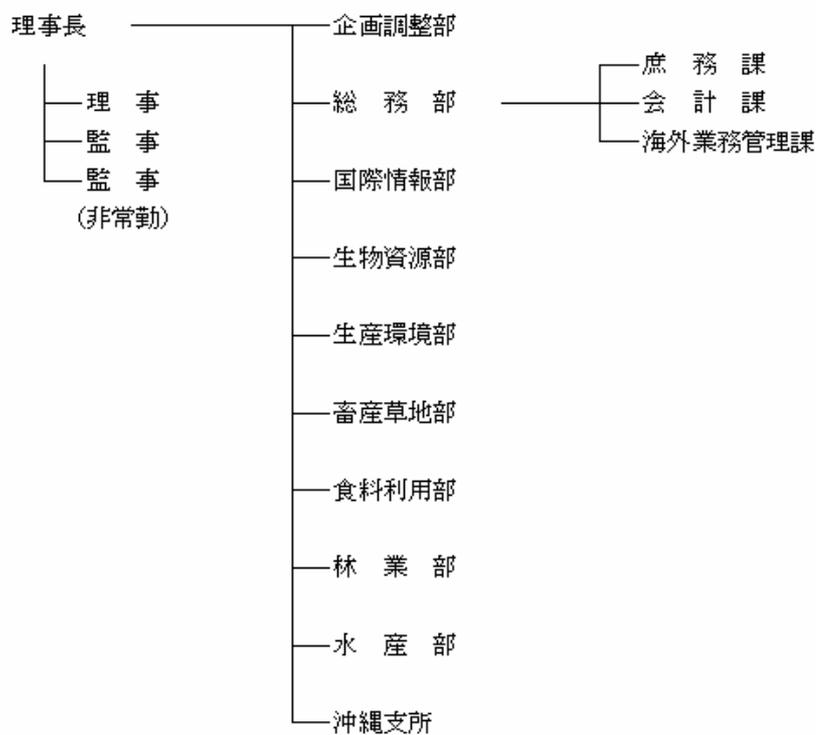 理事長
企画調整部
庶　務　課
理　事
総　務　部
会　計　課
監　事
海外業務管理課
監　事
国際情報部
(非常勤)
生物資源部
生産環境部
畜産草地部
食料利用部
林　業　部
水　産　部
沖縄支所